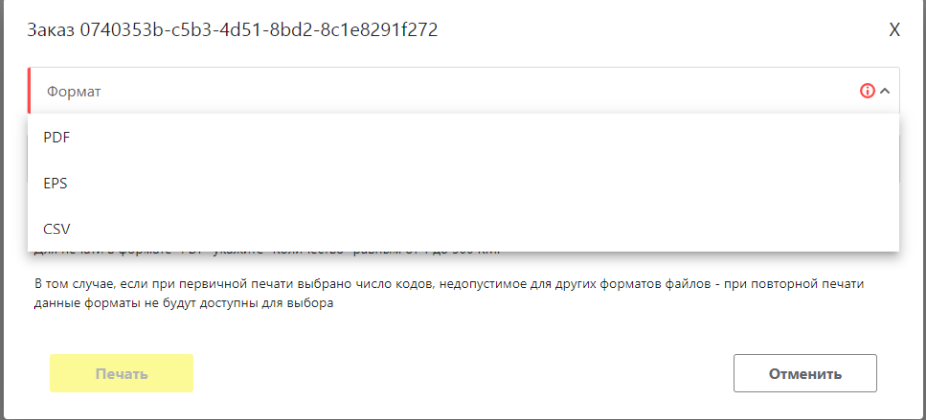 Заказ 0740353b-c5b3-4d51-8bd2-8c1e8291f272
X
Формат
PDF
EPS
CSV
В том случае, если при первичной печати выбрано число кодов, недопустимое для других форматов файлов - при повторной печати
данные форматы не будут доступны для выбора
Печать
Отменить